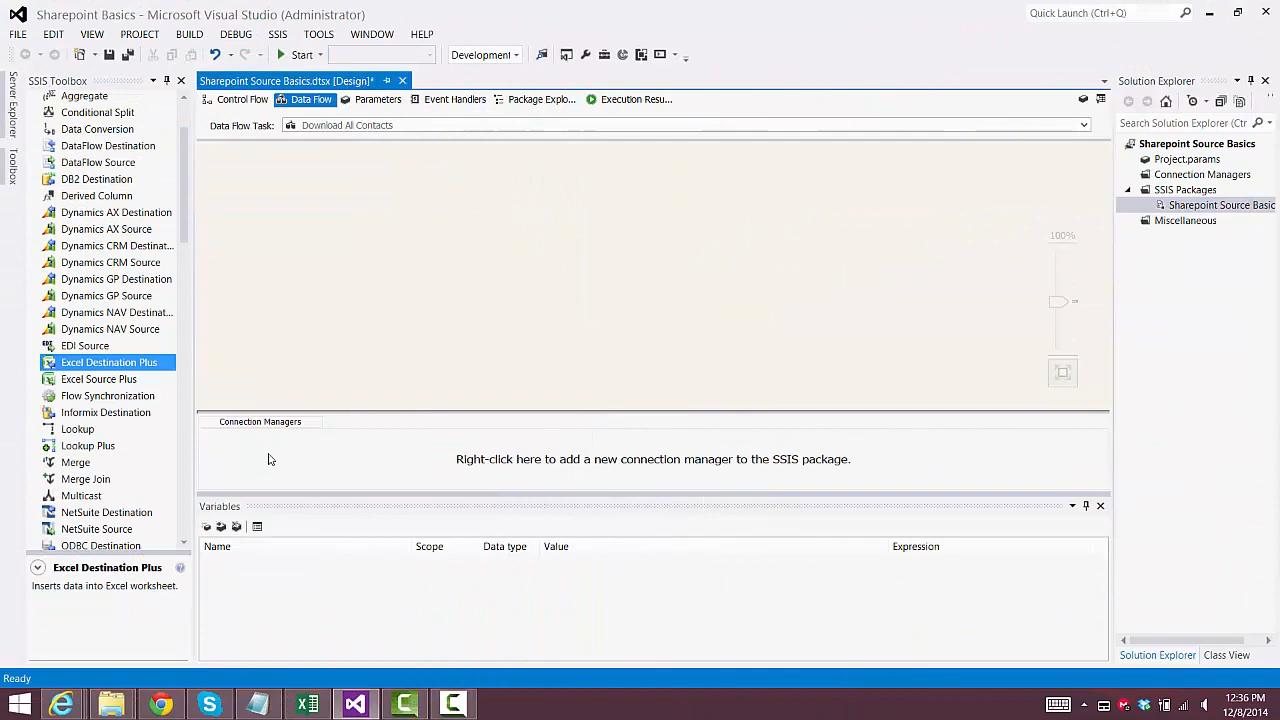 Sharepoint Basics - Microsoft Visual Studio (Administrator)
Quick Launch (Ctrl+Q)
FILE EDIT VIEW PROJECT BUILD DEBUG SSIS TOOLS WINDOW HELP
Start
Development
Server Explorer
Toolbox
SSIS Toolbox
Aggregate
Conditional Split
Data Conversion
DataFlow Destination
DataFlow Source
DB2 Destination
Derived Column
Dynamics AX Destination
Dynamics AX Source
Dynamics CRM Destinat...
Dynamics CRM Source
Dynamics GP Destination
Dynamics GP Source
Dynamics NAV Destinat...
Dynamics NAV Source
EDI Source
Excel Destination Plus
Excel Source Plus
Flow Synchronization
Informix Destination
Lookup
Lookup Plus
Merge
Merge Join
Multicast
NetSuite Destination
NetSuite Source
ODBC Destination
Excel Destination Plus
Inserts data into Excel worksheet.
Sharepoint Source Basics.dtsx [Design]*
Control Flow Data Flow Parameters Event Handlers Package Explo... Execution Resu...
Data Flow Task: Download All Contacts
100%
Connection Managers
Right-click here to add a new connection manager to the SSIS package.
Variables
Name Scope Data type Value Expression
Solution Explorer
Search Solution Explorer (Ctr
Sharepoint Source Basics
Project.params
Connection Managers
SSIS Packages
Sharepoint Source Basic
Miscellaneous
Solution Explorer Class View
Ready
12:36 PM
12/8/2014